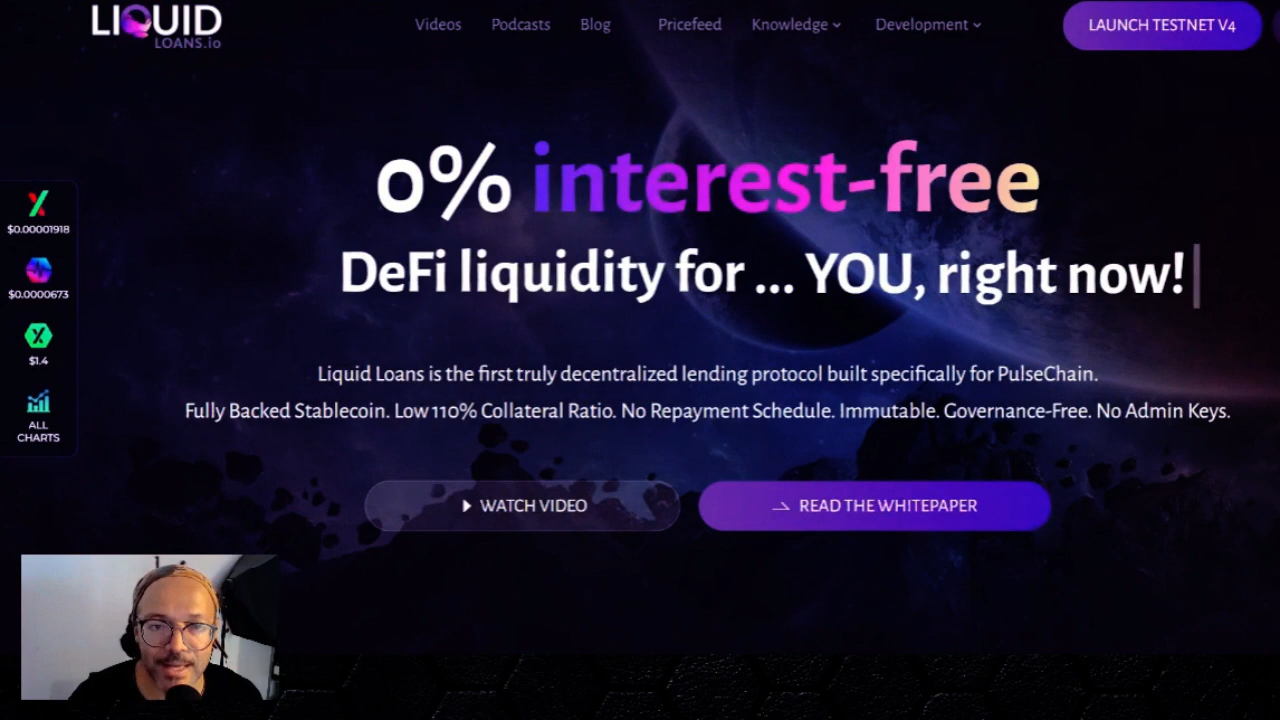 LIQUID
LOANS.io
Videos Podcasts Blog Pricefeed Knowledge Development
LAUNCH TESTNET V4
0% interest-free
DeFi liquidity for ... YOU, right now!
Liquid Loans is the first truly decentralized lending protocol built specifically for PulseChain.
Fully Backed Stablecoin. Low 110% Collateral Ratio. No Repayment Schedule. Immutable. Governance-Free. No Admin Keys.
WATCH VIDEO
READ THE WHITEPAPER
$0.00001918
$0.0000673
$1.4
ALL
CHARTS